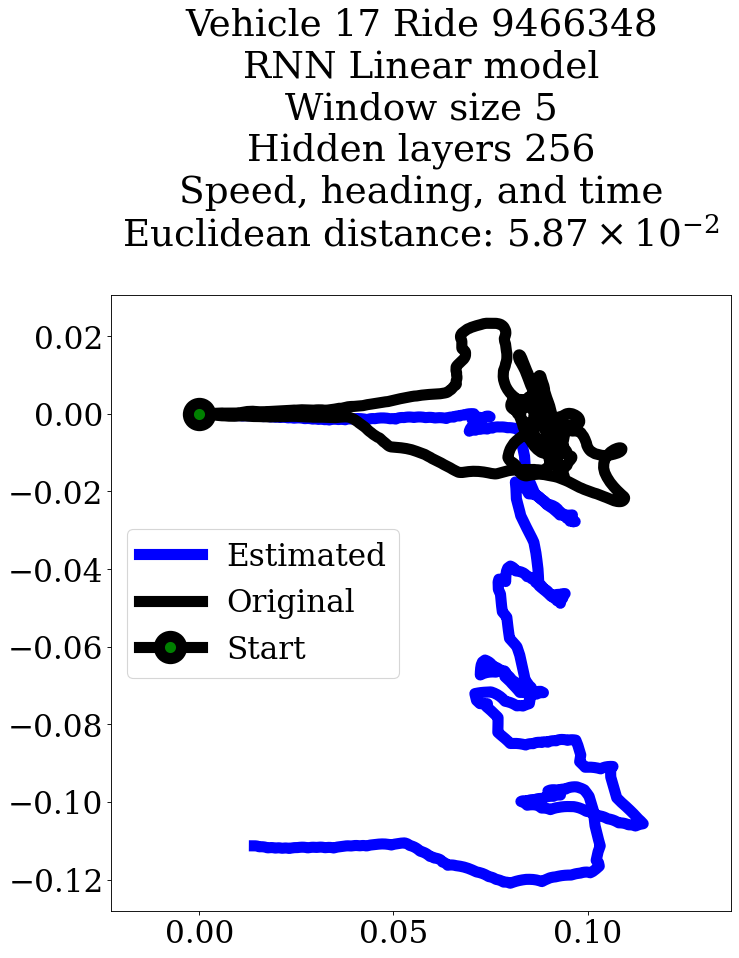 Vehicle 17 Ride 9466348
RNN Linear model
Window size 5
Hidden layers 256
Speed, heading, and time
Euclidean distance: 5.87 × 10⁻²
0.02
0.00
−0.02
−0.04
−0.06
−0.08
−0.10
−0.12
Estimated
Original
Start
0.00 0.05 0.10